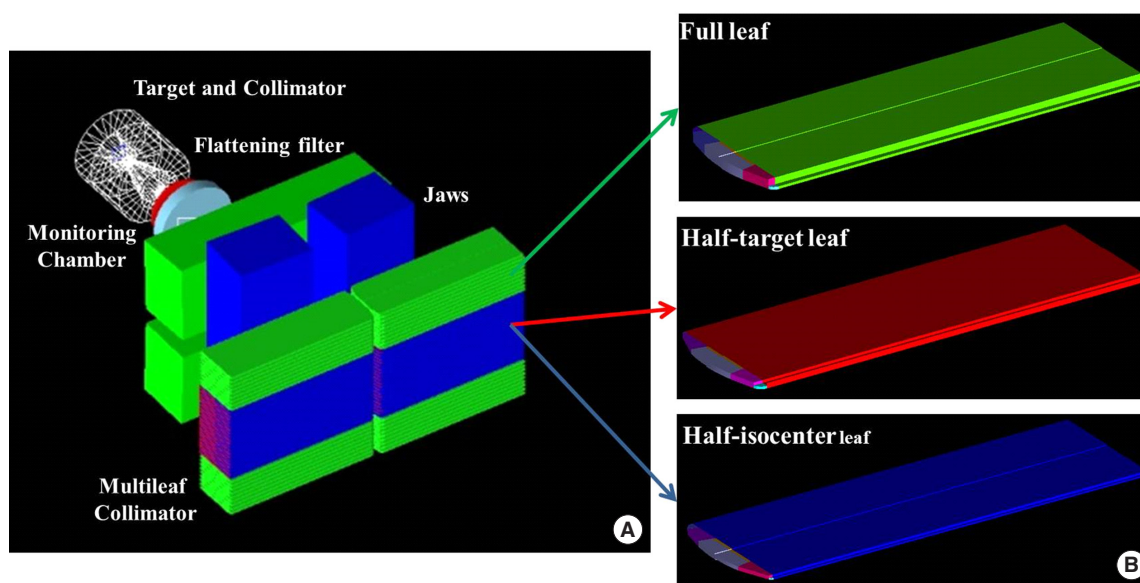 Target and Collimator
Flattening filter
Jaws
Monitoring
Chamber
Multileaf
Collimator
A
Full leaf
Half-target leaf
Half-isocenter leaf
B